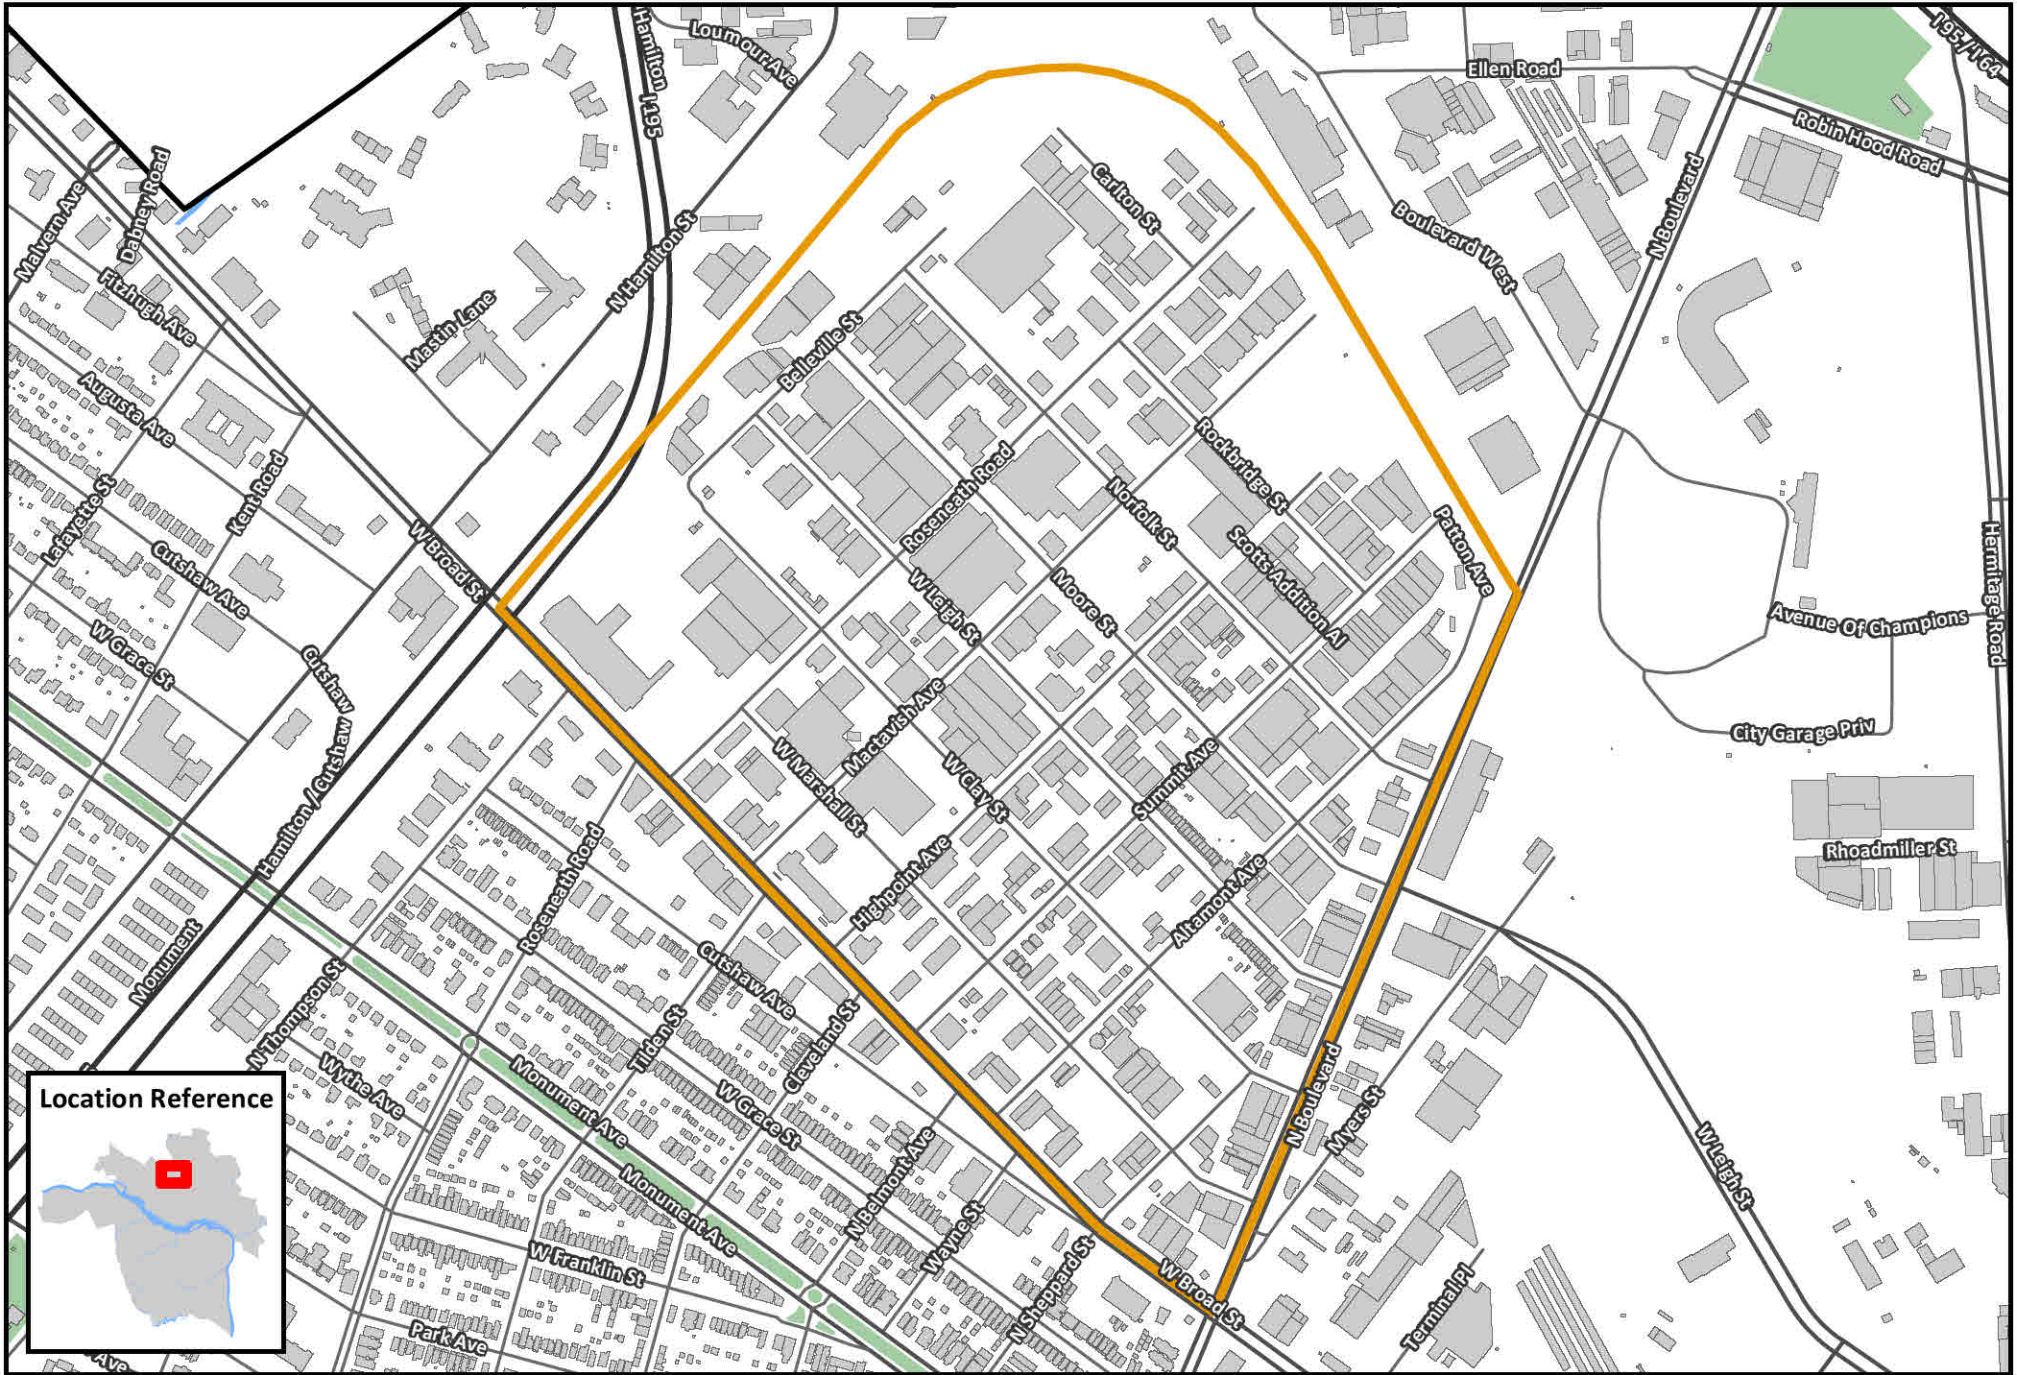 Hamilton
I 195
Loumour Ave
Ellen Road
I 95 / I 64
Robin Hood Road
Malvern Ave
Dabney Road
Fitzhugh Ave
N Hamilton St
Mastin Lane
Carlton St
Boulevard West
N Boulevard
Belleville St
Augusta Ave
Lafayette St
Kent Road
Cutshaw Ave
W Grace St
W Broad St
Roseneath Road
Rockbridge St
Norfolk St
Scotts Addition Al
Patton Ave
W Leigh St
Moore St
Hermitage Road
Avenue Of Champions
City Garage Priv
Cutshaw
Hamilton / Cutshaw
Mactavish Ave
W Marshall St
W Clay St
Summit Ave
Rhoadmiller St
Highpoint Ave
Altamont Ave
Roseneath Road
Monument
N Thompson St
Cutshaw Ave
Tilden St
Cleveland St
Wythe Ave
Monument Ave
W Grace St
N Boulevard
Myers St
W Leigh St
Monument Ave
N Belmont Ave
Wayne St
W Franklin St
N Sheppard St
W Broad St
Terminal Pl
Park Ave
Ave
Location Reference